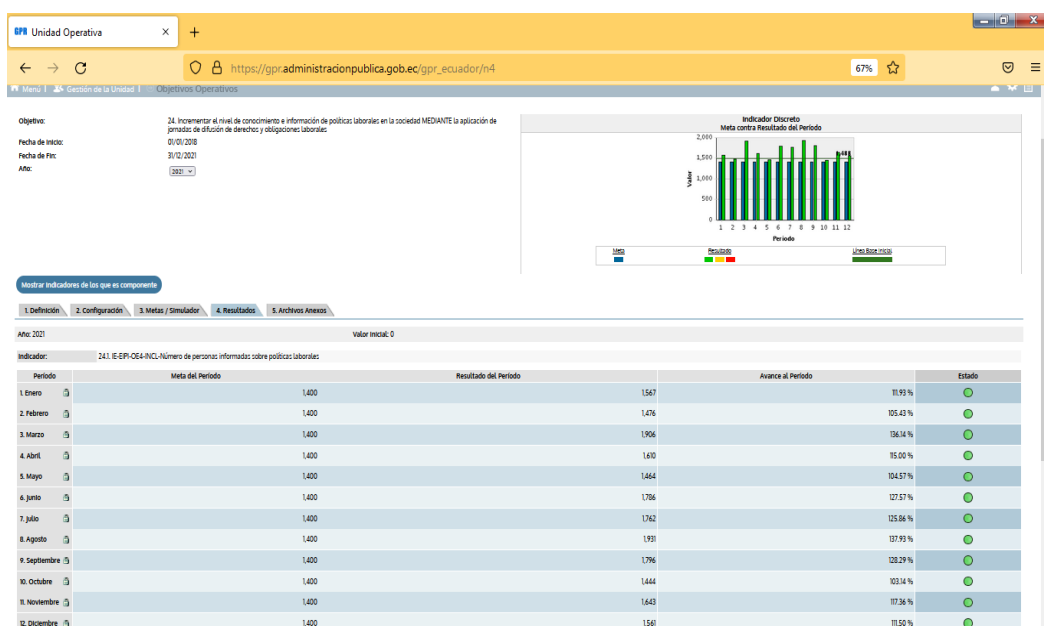 GPR Unidad Operativa
https://gpr.administracionpublica.gob.ec/gpr_ecuador/n4
67%
Menú | Gestión de la Unidad | Objetivos Operativos
Objetivo: 24. Incrementar el nivel de conocimiento e información de políticas laborales en la sociedad MEDIANTE la aplicación de
jornadas de difusión de derechos y obligaciones laborales
Fecha de Inicio: 01/01/2018
Fecha de Fin: 31/12/2021
Año: 2021
Indicador Discreto
Meta contra Resultado del Período
2,000
1,500
1,000
500
0
Valor
1 2 3 4 5 6 7 8 9 10 11 12
Período
Meta Resultado Línea Base Inicial
Mostrar Indicadores de los que es componente
1. Definición 2. Configuración 3. Metas / Simulador 4. Resultados 5. Archivos Anexos
Año: 2021 Valor Inicial: 0
Indicador: 24.1. IE-EIPI-OE4-INCL-Número de personas informadas sobre políticas laborales
Período Meta del Período Resultado del Período Avance al Período Estado
1. Enero 1,400 1,567 111.93 %
2. Febrero 1,400 1,476 105.43 %
3. Marzo 1,400 1,906 136.14 %
4. Abril 1,400 1,610 115.00 %
5. Mayo 1,400 1,464 104.57 %
6. Junio 1,400 1,786 127.57 %
7. Julio 1,400 1,762 125.86 %
8. Agosto 1,400 1,931 137.93 %
9. Septiembre 1,400 1,796 128.29 %
10. Octubre 1,400 1,444 103.14 %
11. Noviembre 1,400 1,643 117.36 %
12. Diciembre 1,400 1,561 111.50 %